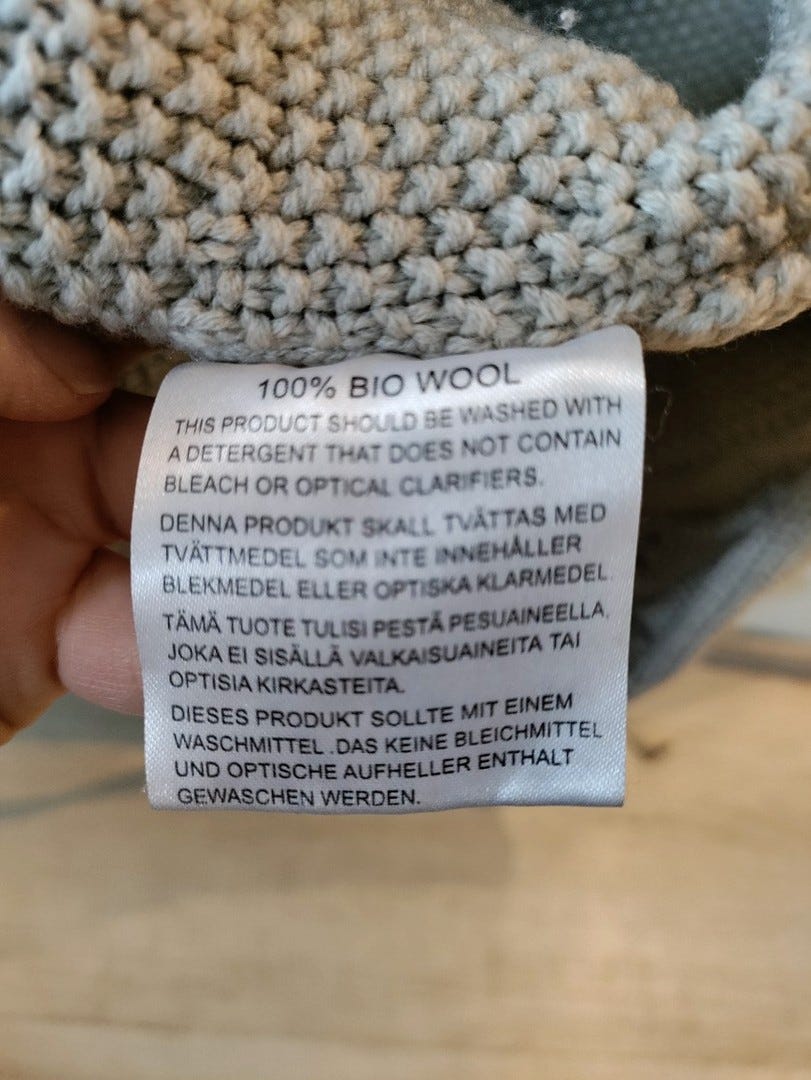 100% BIO WOOL
THIS PRODUCT SHOULD BE WASHED WITH
A DETERGENT THAT DOES NOT CONTAIN
BLEACH OR OPTICAL CLARIFIERS.
DENNA PRODUKT SKALL TVÄTTAS MED
TVÄTTMEDEL SOM INTE INNEHÅLLER
BLEKMEDEL ELLER OPTISKA KLARMEDEL.
TÄMÄ TUOTE TULISI PESTÄ PESUAINEELLA,
JOKA EI SISÄLLÄ VALKAISUAINEITA TAI
OPTISIA KIRKASTEITA.
DIESES PRODUKT SOLLTE MIT EINEM
WASCHMITTEL .DAS KEINE BLEICHMITTEL
UND OPTISCHE AUFHELLER ENTHALT
GEWASCHEN WERDEN.